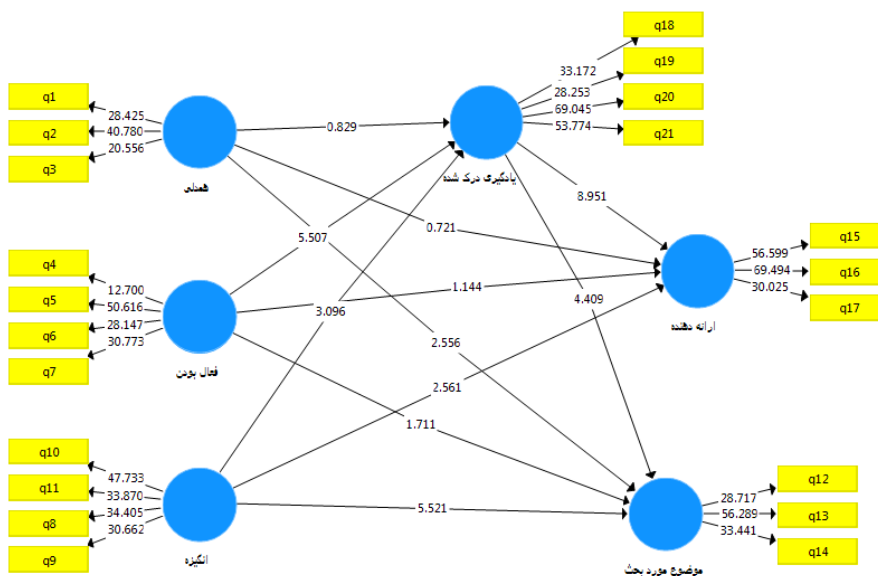 q18
q19
q20
q21
33.172
28.253
69.045
53.774
یادگیری درک شده
q1
q2
q3
28.425
40.780
20.556
همدلی
0.829
8.951
5.507
0.721
q4
q5
q6
q7
12.700
50.616
28.147
30.773
فعال بودن
1.144
3.096
4.409
2.556
2.561
1.711
q15
q16
q17
56.599
69.494
30.025
ارائه دهنده
q10
q11
q8
q9
47.733
33.870
34.405
30.662
انگیزه
5.521
q12
q13
q14
28.717
56.289
33.441
موضوع مورد بحث